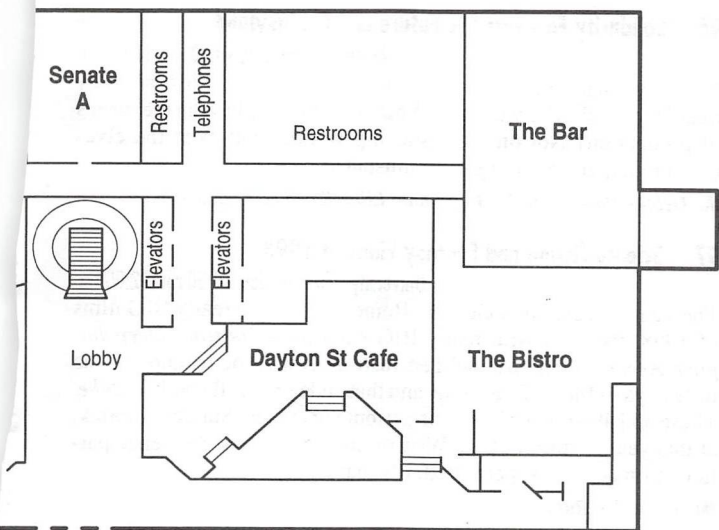 Senate
A
Restrooms
Telephones
Restrooms
The Bar
Elevators
Elevators
Lobby
Dayton St Cafe
The Bistro